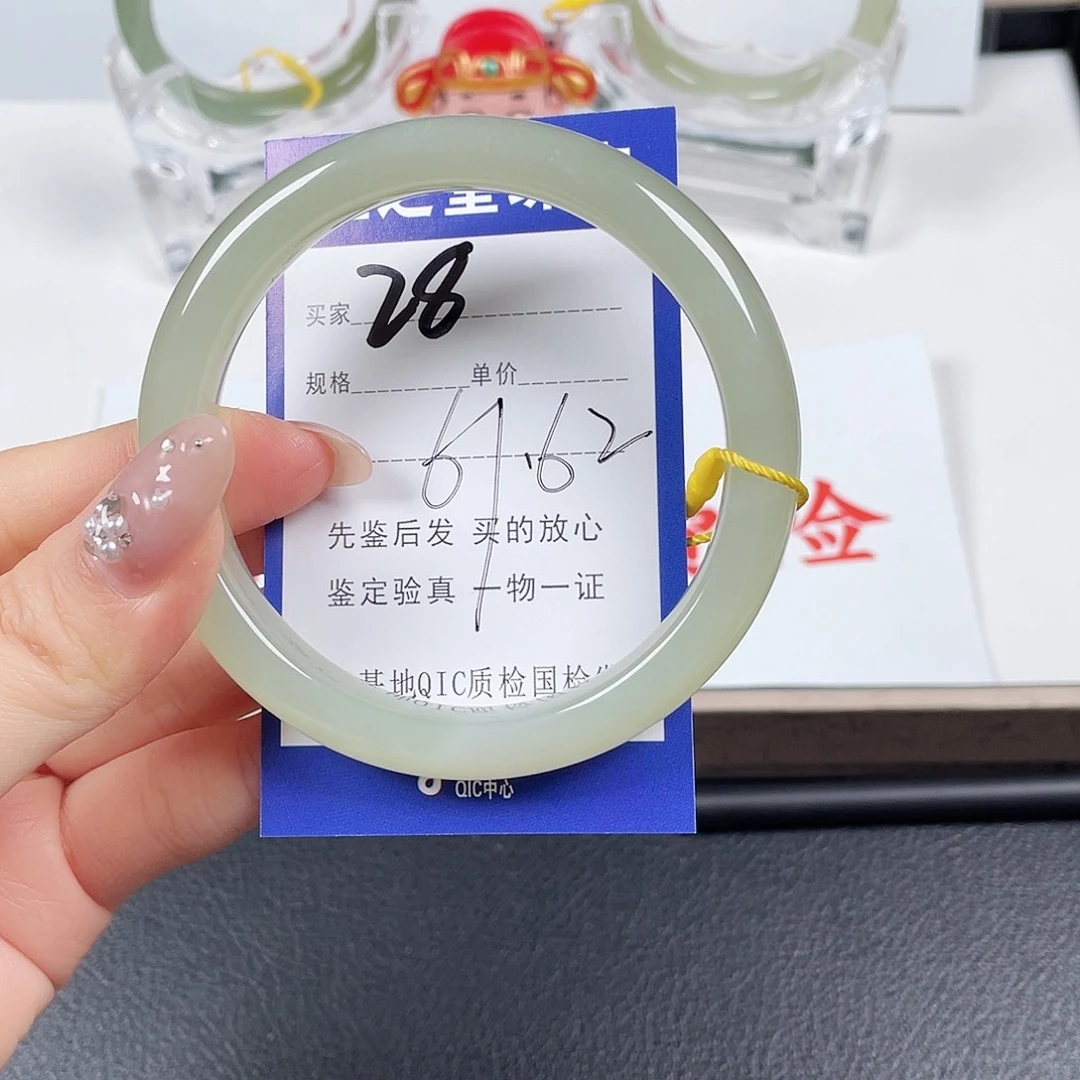 28
买家
规格 单价
61.62
先鉴后发 买的放心
鉴定验真 一物一证
基地QIC质检国检
QIC中心